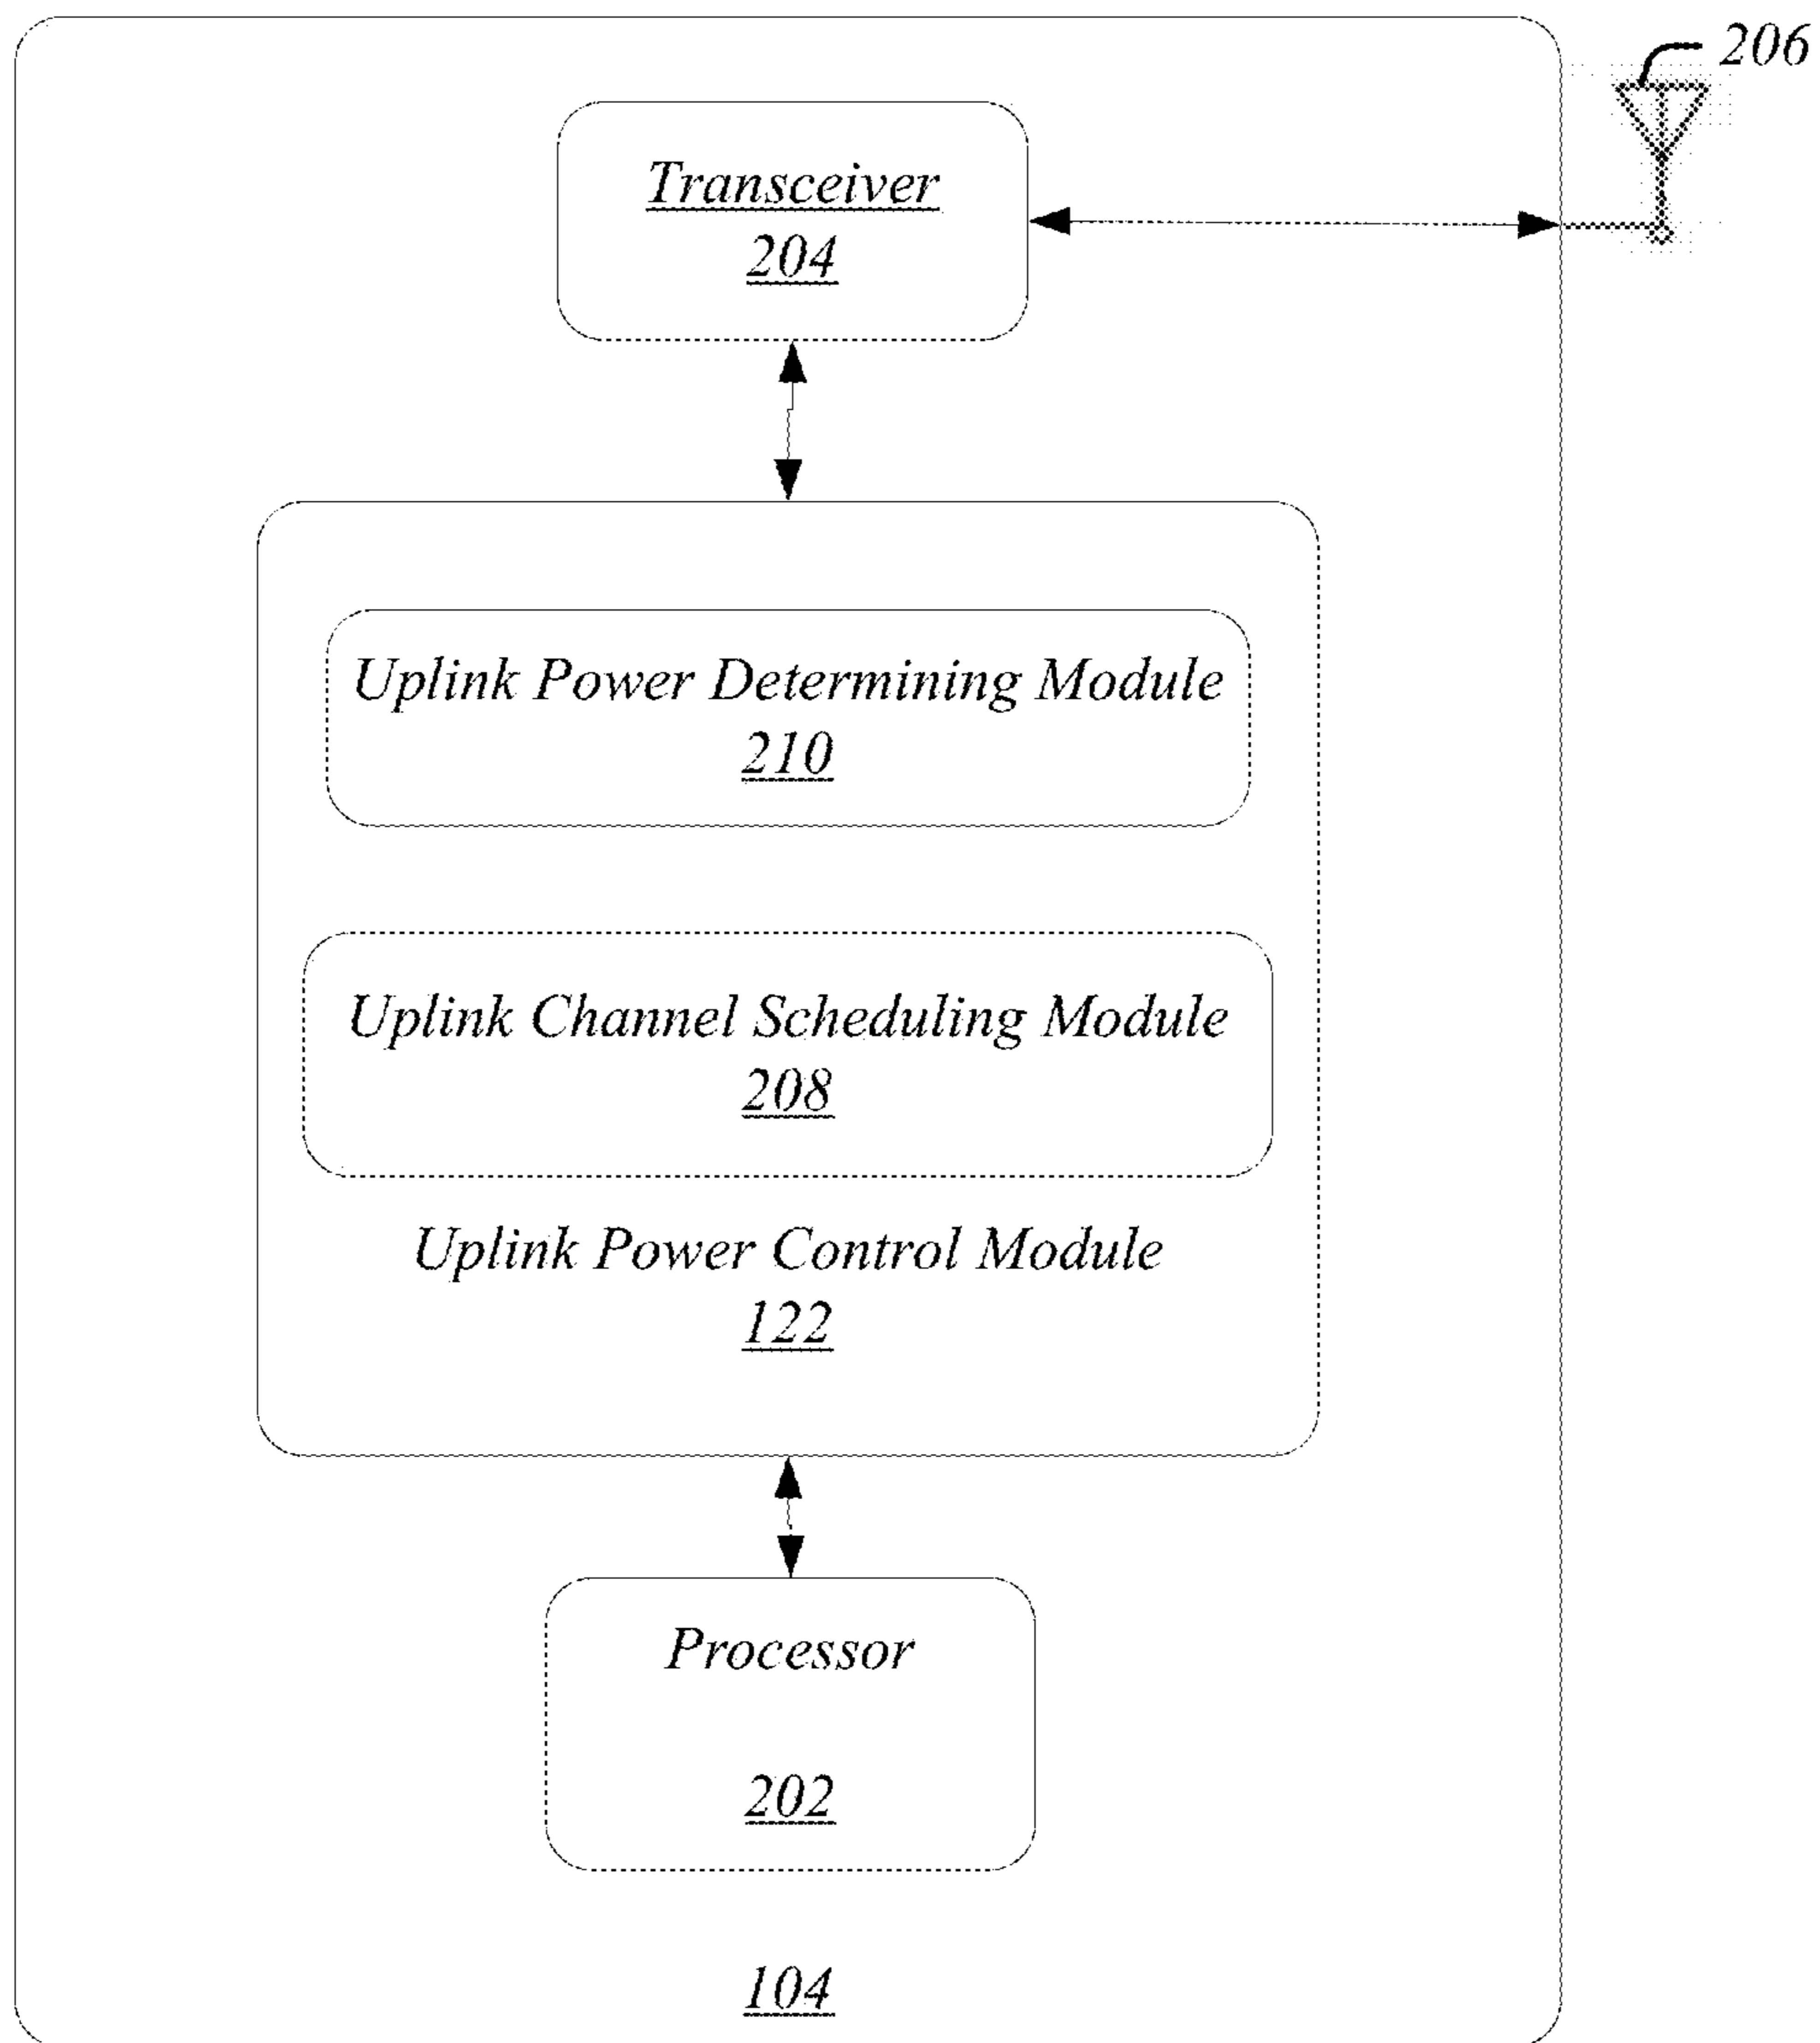 206
Transceiver
204
Uplink Power Determining Module
210
Uplink Channel Scheduling Module
208
Uplink Power Control Module
122
Processor
202
104